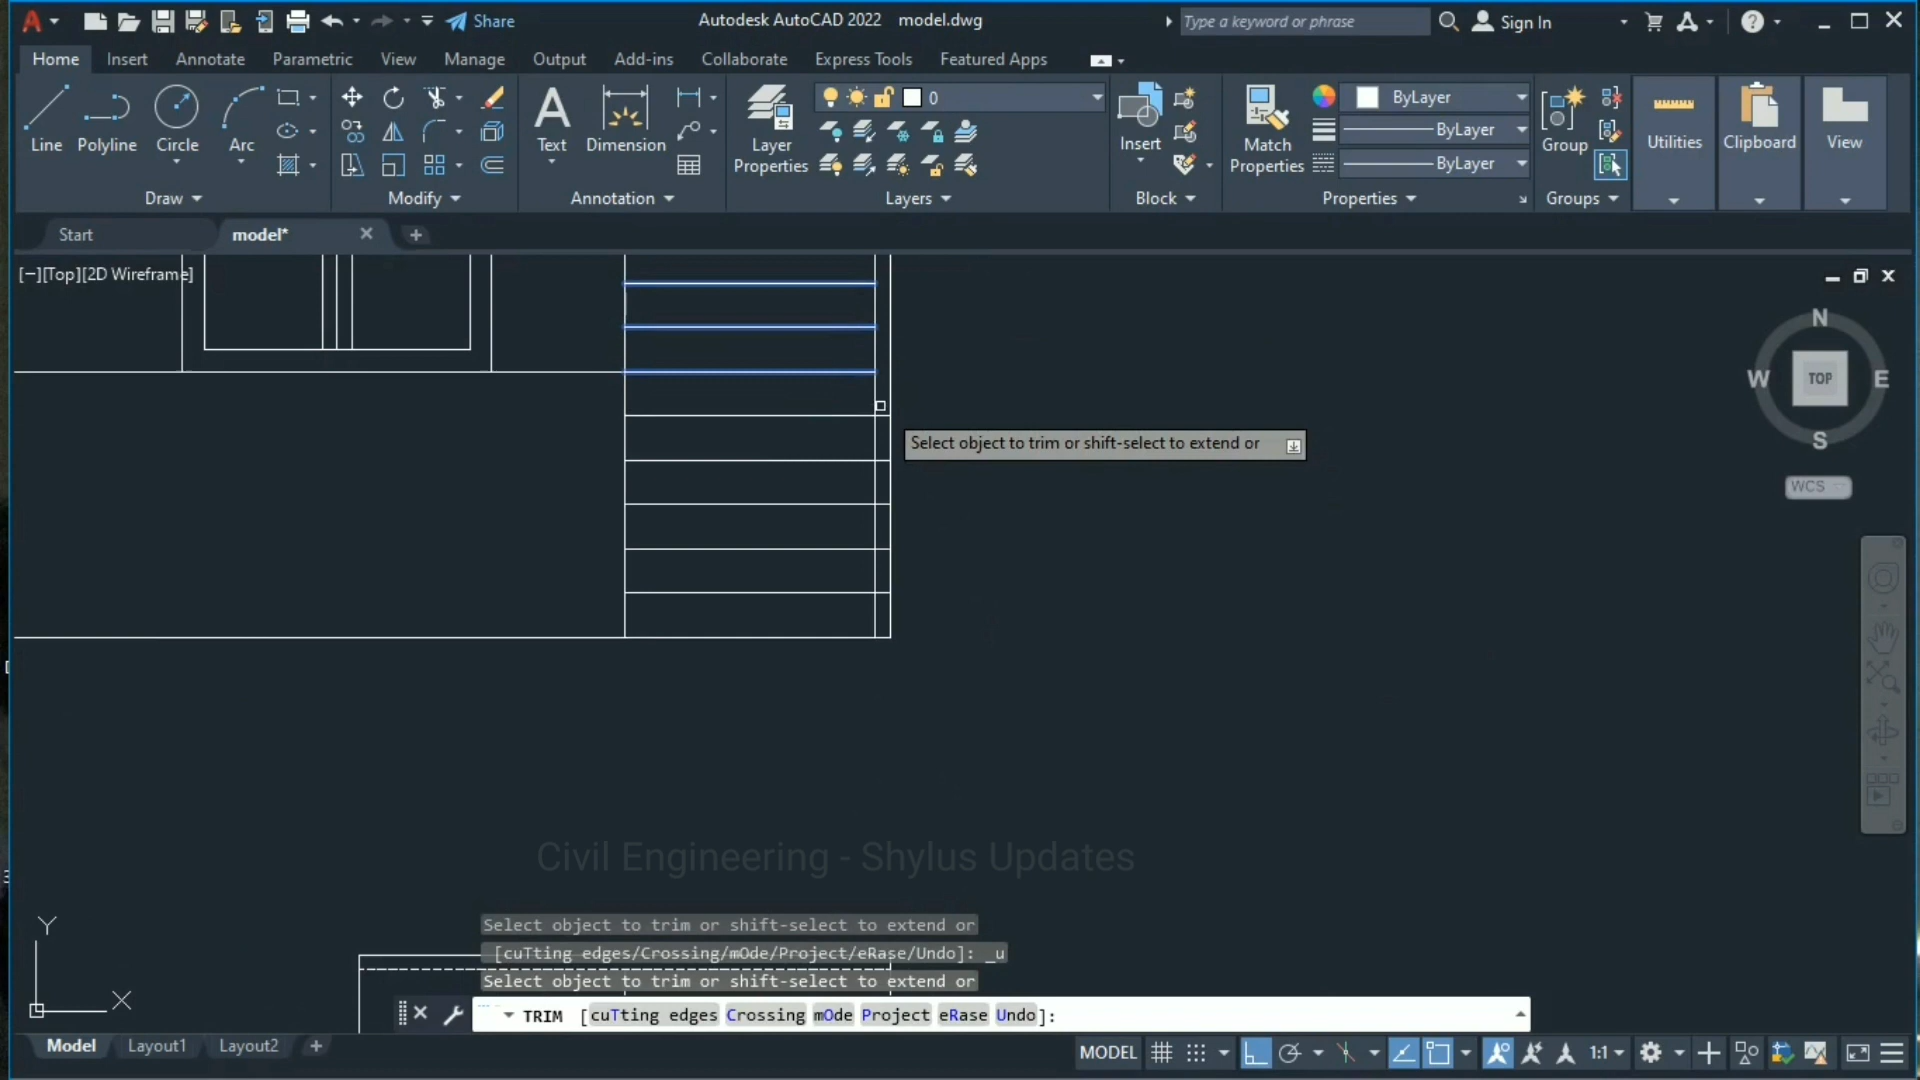 Share
Autodesk AutoCAD 2022 model.dwg
Type a keyword or phrase
Sign In
Home Insert Annotate Parametric View Manage Output Add-ins Collaborate Express Tools Featured Apps
Line Polyline Circle Arc
Text Dimension
Layer Properties
0
Insert
Match Properties
ByLayer
ByLayer
ByLayer
Group
Utilities Clipboard View
Draw Modify Annotation Layers Block Properties Groups
Start model*
[−][Top][2D Wireframe]
N
W TOP E
S
WCS
Select object to trim or shift-select to extend or
Civil Engineering - Shylus Updates
Y
X
Select object to trim or shift-select to extend or
[cuTting edges/Crossing/mOde/Project/eRase/Undo]: _u
Select object to trim or shift-select to extend or
TRIM [cuTting edges Crossing mOde Project eRase Undo]:
Model Layout1 Layout2
MODEL 1:1